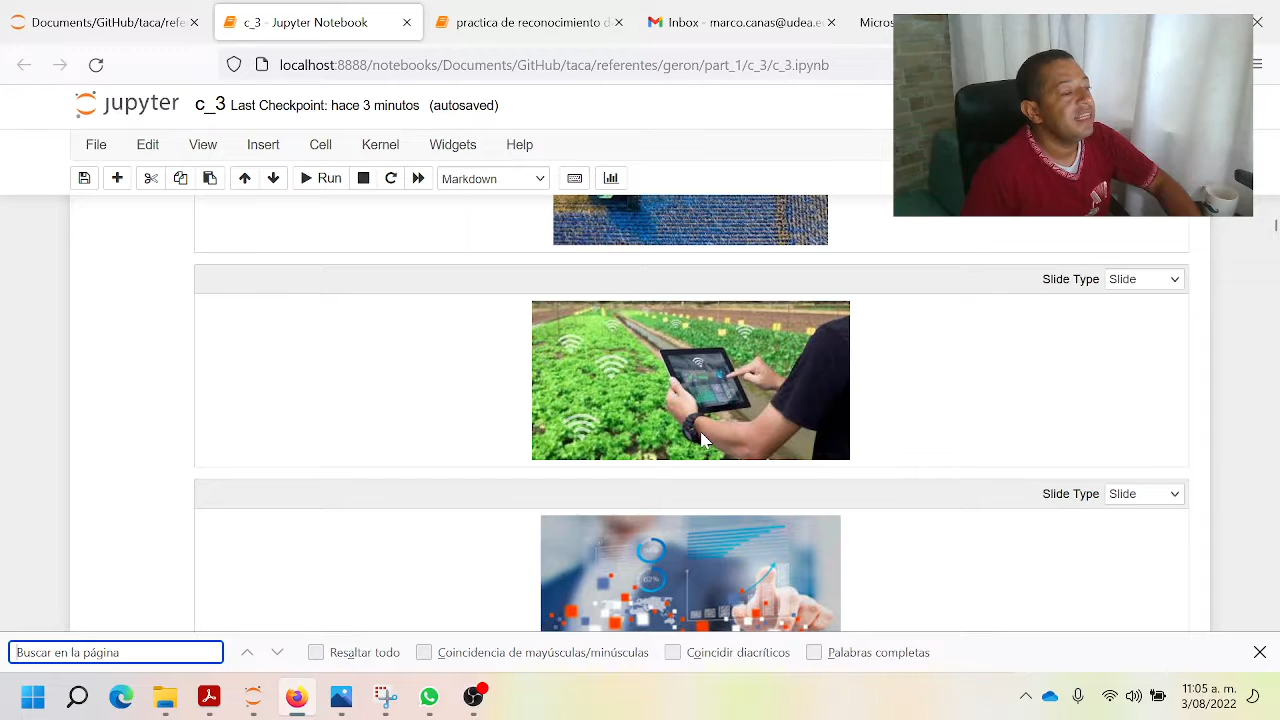 Documents/GitHub/taca/refe
c_3 - Jupyter Notebook
practica de reconocimiento d
Inbox - marco.canas@udea.e
Micros
localhost:8888/notebooks/Documents/GitHub/taca/referentes/geron/part_1/c_3/c_3.ipynb
jupyter c_3 Last Checkpoint: hace 3 minutos (autosaved)
File Edit View Insert Cell Kernel Widgets Help
Run Markdown
Slide Type Slide
Slide Type Slide
62%
Buscar en la página
Resaltar todo
Coincidencia de mayúsculas/minúsculas
Coincidir diacríticos
Palabras completas
11:05 a. m.
3/08/2022